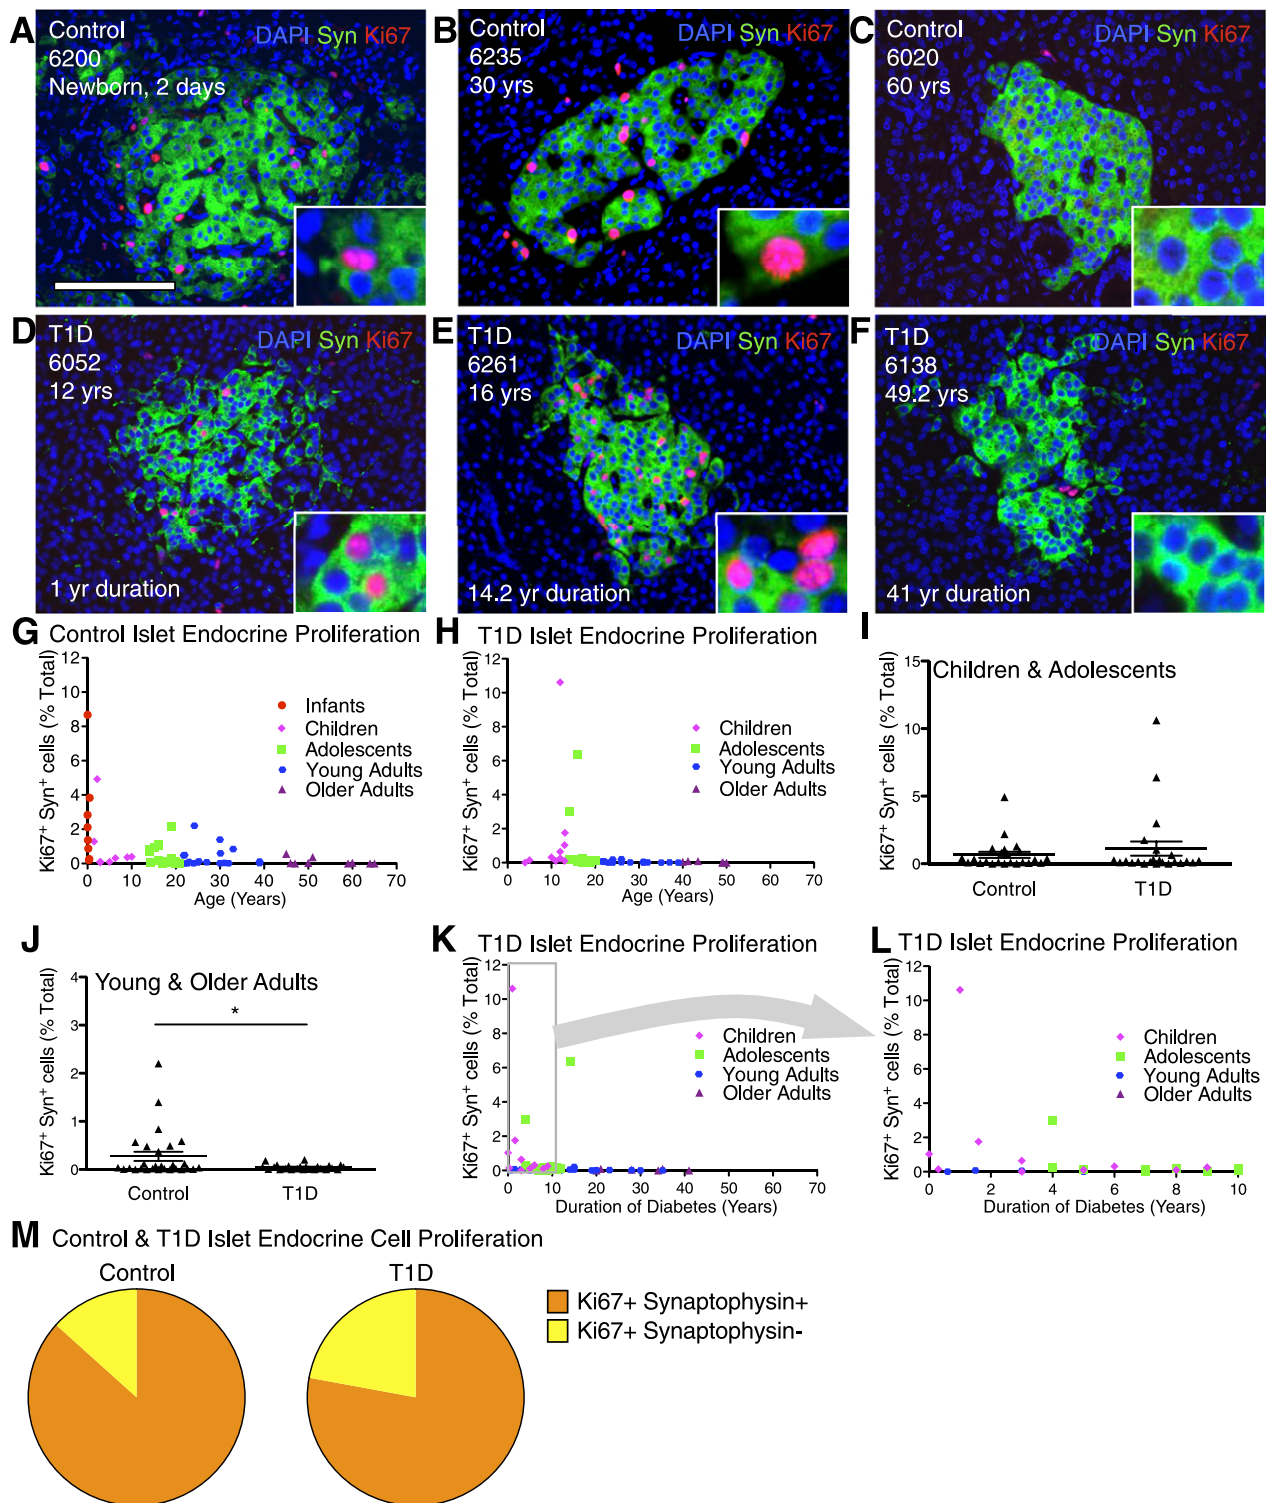 A
Control
6200
Newborn, 2 days
DAPI Syn Ki67
B
Control
6235
30 yrs
DAPI Syn Ki67
C
Control
6020
60 yrs
DAPI Syn Ki67
D
T1D
6052
12 yrs
DAPI Syn Ki67
1 yr duration
E
T1D
6261
16 yrs
DAPI Syn Ki67
14.2 yr duration
F
T1D
6138
49.2 yrs
DAPI Syn Ki67
41 yr duration
G Control Islet Endocrine Proliferation
Ki67+ Syn+ cells (% Total)
12
10
8
6
4
2
0
0 10 20 30 40 50 60 70
Age (Years)
Infants
Children
Adolescents
Young Adults
Older Adults
H T1D Islet Endocrine Proliferation
Ki67+ Syn+ cells (% Total)
12
10
8
6
4
2
0
0 10 20 30 40 50 60 70
Age (Years)
Children
Adolescents
Young Adults
Older Adults
I
Children & Adolescents
Ki67+ Syn+ cells (% Total)
15
10
5
0
Control T1D
J
Young & Older Adults
Ki67+ Syn+ cells (% Total)
4
3
2
1
0
*
Control T1D
K T1D Islet Endocrine Proliferation
Ki67+ Syn+ cells (% Total)
12
10
8
6
4
2
0
0 10 20 30 40 50 60 70
Duration of Diabetes (Years)
Children
Adolescents
Young Adults
Older Adults
L T1D Islet Endocrine Proliferation
Ki67+ Syn+ cells (% Total)
12
10
8
6
4
2
0
0 2 4 6 8 10
Duration of Diabetes (Years)
Children
Adolescents
Young Adults
Older Adults
M Control & T1D Islet Endocrine Cell Proliferation
Control
T1D
Ki67+ Synaptophysin+
Ki67+ Synaptophysin-